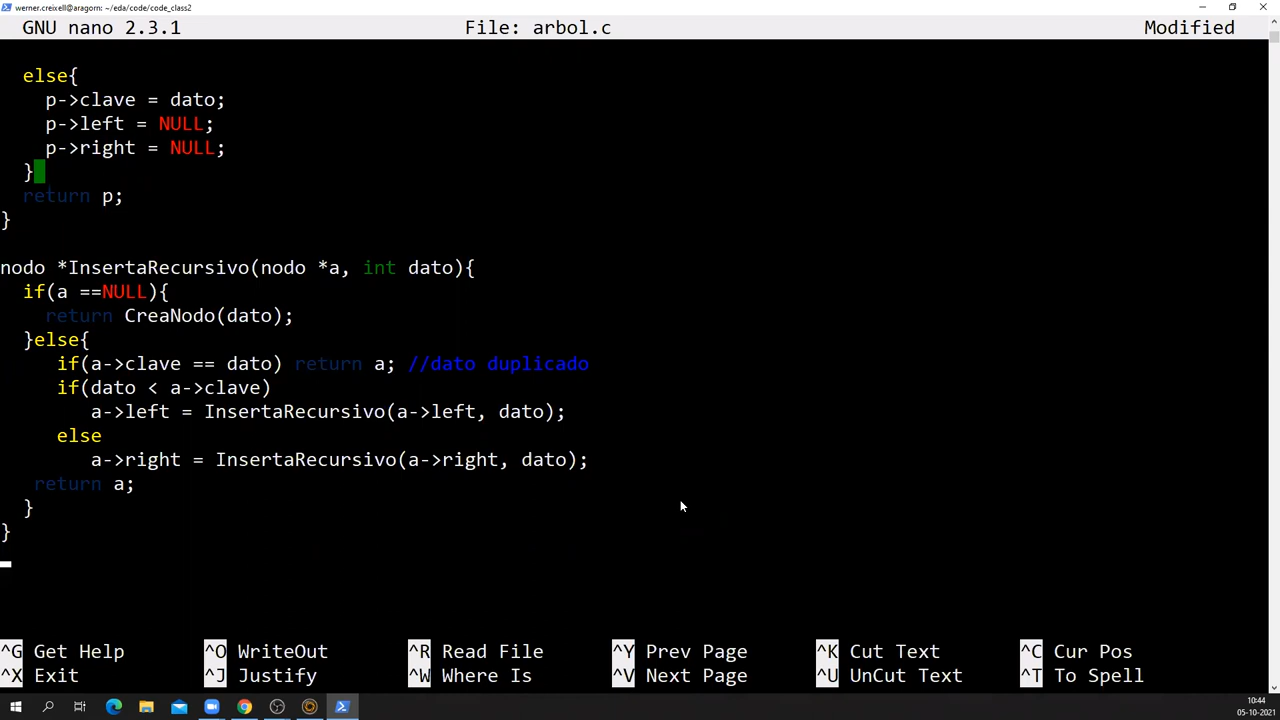 werner.creixell@aragorn: ~/eda/code/code_class2
GNU nano 2.3.1 File: arbol.c Modified
else{
p->clave = dato;
p->left = NULL;
p->right = NULL;
}
return p;
}
nodo *InsertaRecursivo(nodo *a, int dato){
if(a ==NULL){
return CreaNodo(dato);
}else{
if(a->clave == dato) return a; //dato duplicado
if(dato < a->clave)
a->left = InsertaRecursivo(a->left, dato);
else
a->right = InsertaRecursivo(a->right, dato);
return a;
}
}
^G Get Help ^O WriteOut ^R Read File ^Y Prev Page ^K Cut Text ^C Cur Pos
^X Exit ^J Justify ^W Where Is ^V Next Page ^U UnCut Text ^T To Spell
10:44
05-10-2021